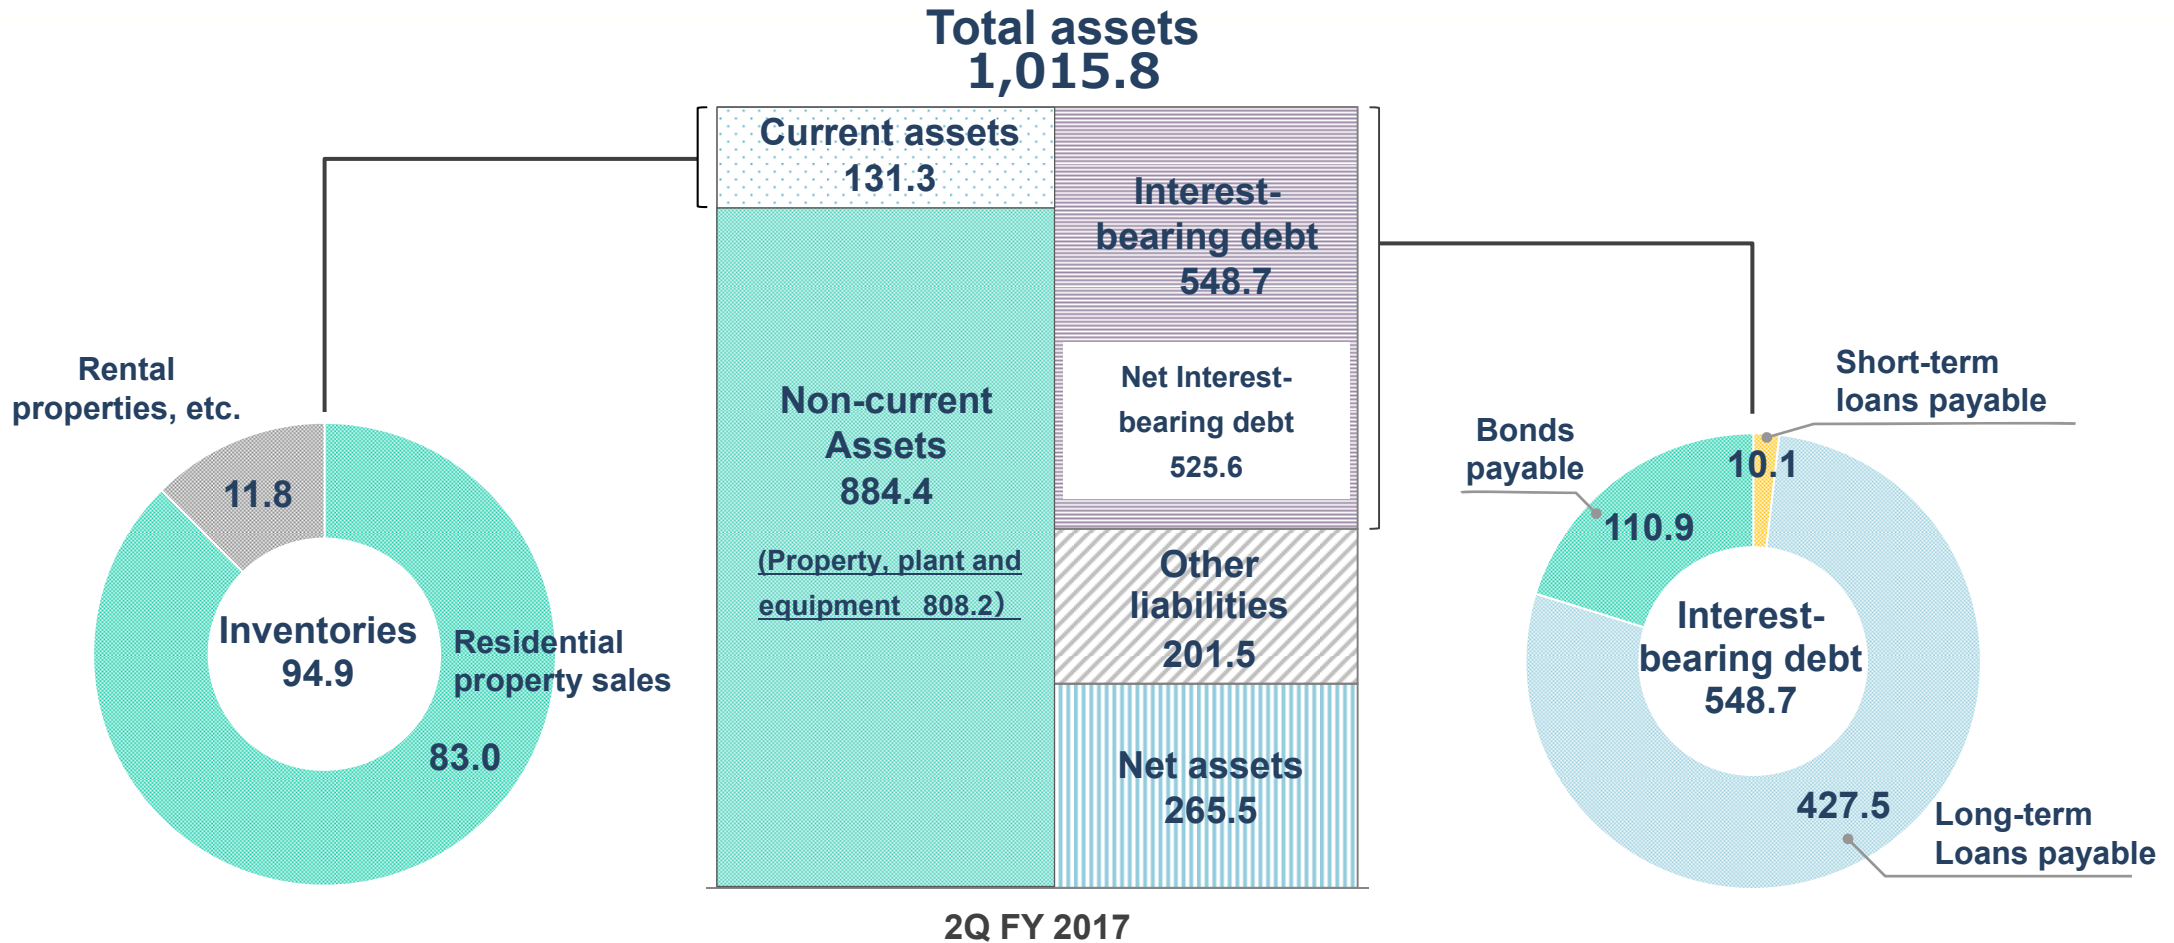 Total assets
1,015.8
Current assets
131.3
Non-current
Assets
884.4
(Property, plant and
equipment 808.2）
Interest-
bearing debt
548.7
Net Interest-
bearing debt
525.6
Other
liabilities
201.5
Net assets
265.5
2Q FY 2017
Rental
properties, etc.
11.8
Inventories
94.9
Residential
property sales
83.0
Short-term
loans payable
10.1
Bonds
payable
110.9
Interest-
bearing debt
548.7
427.5
Long-term
Loans payable